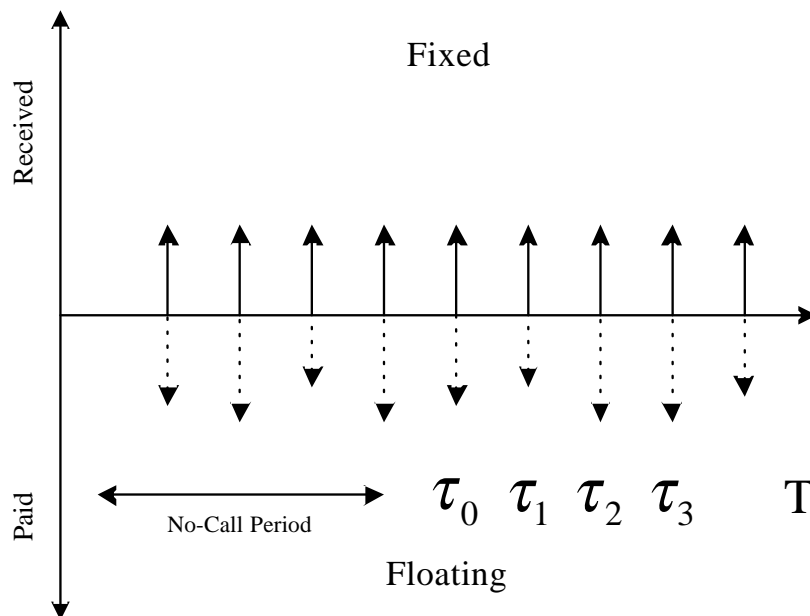 Fixed
Received
τ0 τ1 τ2 τ3 T
No-Call Period
Paid
Floating